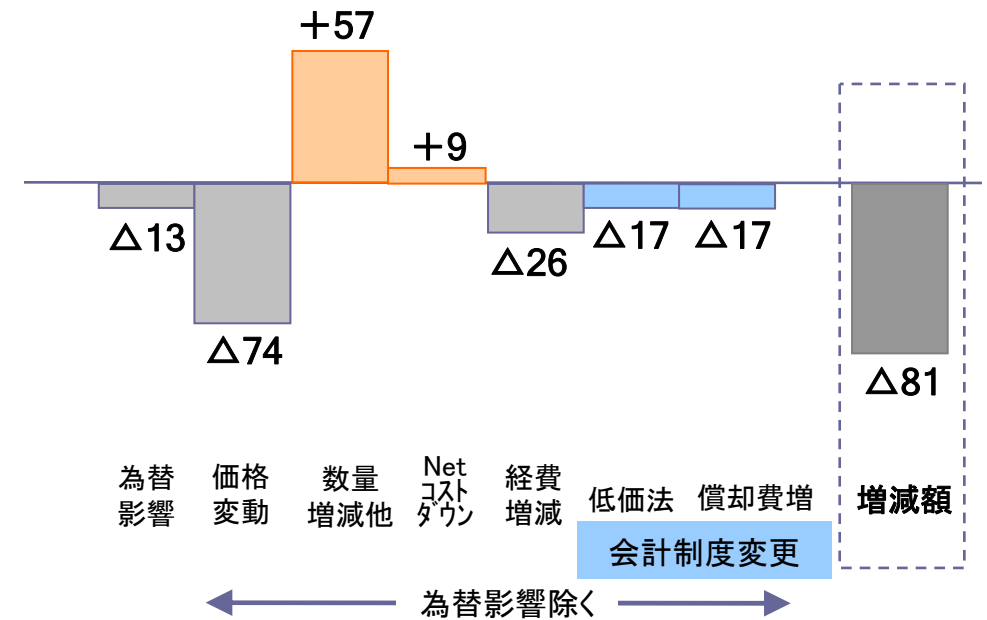 ＋57
＋9
△13
△74
△26
△17
△17
△81
為替
影響
価格
変動
数量
増減他
Net
ｺｽﾄ
ﾀﾞｳﾝ
経費
増減
低価法
償却費増
増減額
会計制度変更
為替影響除く